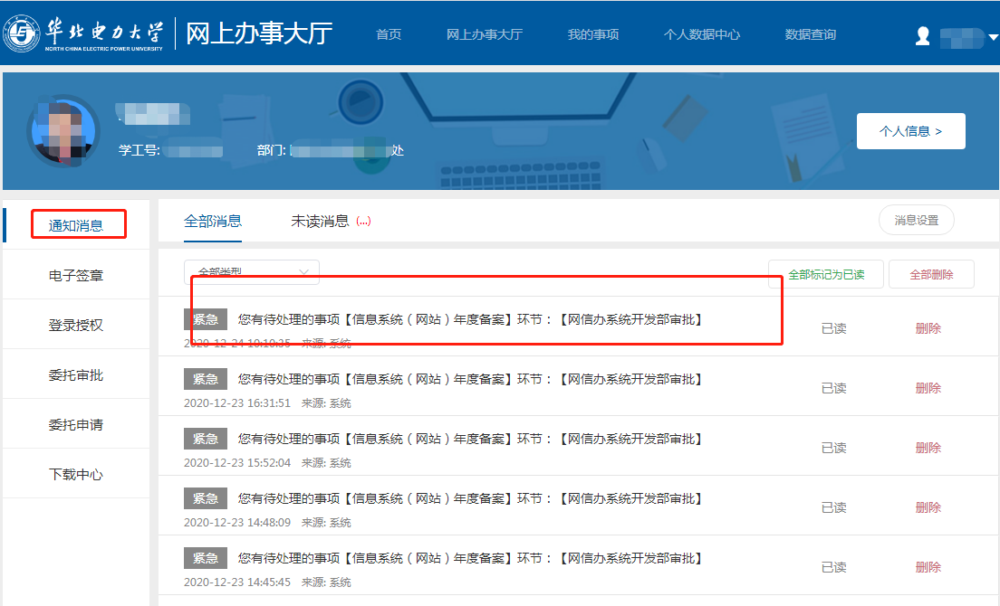 华北电力大学
NORTH CHINA ELECTRIC POWER UNIVERSITY
网上办事大厅
首页 网上办事大厅 我的事项 个人数据中心 数据查询
学工号: 部门: 处
个人信息 >
通知消息
电子签章
登录授权
委托审批
委托申请
下载中心
全部消息 未读消息 (...) 消息设置
全部类型 全部标记为已读 全部删除
紧急 您有待处理的事项【信息系统（网站）年度备案】环节：【网信办系统开发部审批】 已读 删除
2020-12-24 10:10:35 来源: 系统
紧急 您有待处理的事项【信息系统（网站）年度备案】环节：【网信办系统开发部审批】 已读 删除
2020-12-23 16:31:51 来源: 系统
紧急 您有待处理的事项【信息系统（网站）年度备案】环节：【网信办系统开发部审批】 已读 删除
2020-12-23 15:52:04 来源: 系统
紧急 您有待处理的事项【信息系统（网站）年度备案】环节：【网信办系统开发部审批】 已读 删除
2020-12-23 14:48:09 来源: 系统
紧急 您有待处理的事项【信息系统（网站）年度备案】环节：【网信办系统开发部审批】 已读 删除
2020-12-23 14:45:45 来源: 系统